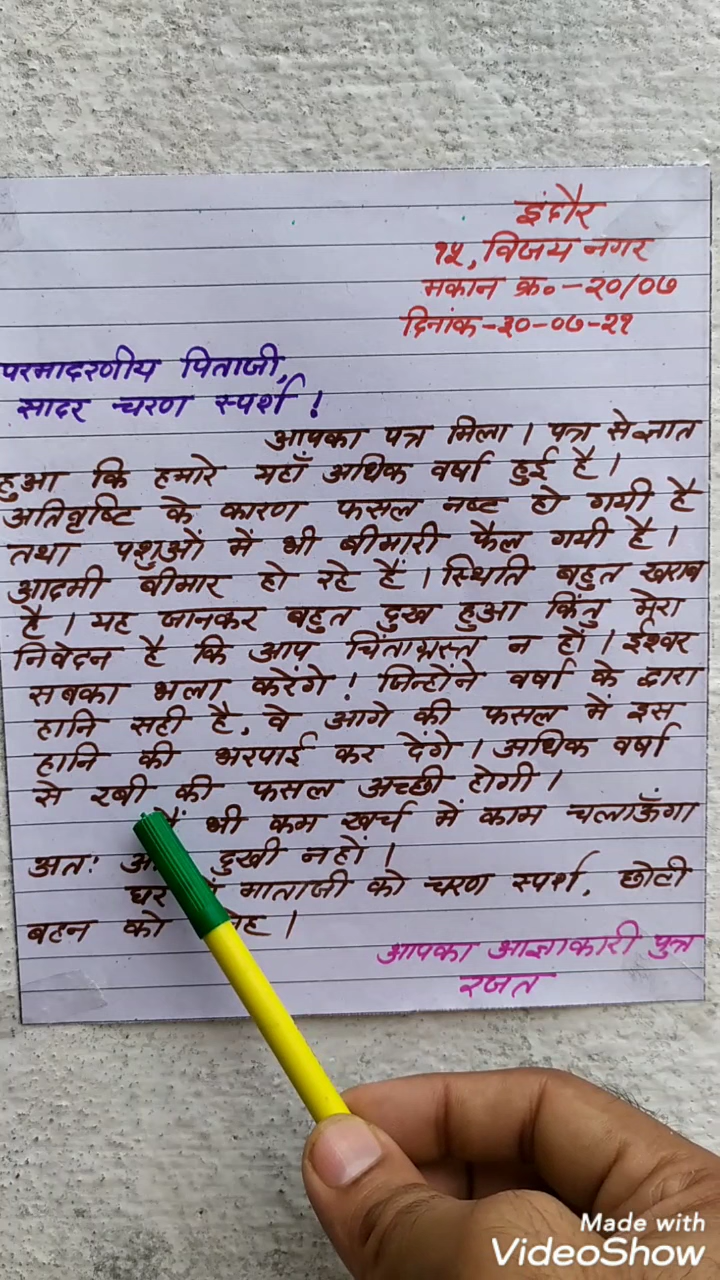 इंदौर
१५, विजय नगर
मकान क्र०-२०/०७
दिनांक-३०-०७-२१
परमादरणीय पिताजी,
सादर चरण स्पर्श !
आपका पत्र मिला । पत्र से ज्ञात
हुआ कि हमारे यहाँ अधिक वर्षा हुई है ।
अतिवृष्टि के कारण फसल नष्ट हो गयी है
तथा पशुओं में भी बीमारी फैल गयी है ।
आदमी बीमार हो रहे हैं । स्थिति बहुत खराब
है । यह जानकर बहुत दुख हुआ किंतु मेरा
निवेदन है कि आप चिंताग्रस्त न हों । ईश्वर
सबका भला करेंगे ! जिन्होंने वर्षा के द्वारा
हानि सही है, वे आगे की फसल में इस
हानि की भरपाई कर देंगे । अधिक वर्षा
से रबी की फसल अच्छी होगी ।
भी कम खर्च में काम चलाऊँगा
अतः दुखी नहों ।
घर माताजी को चरण स्पर्श, छोटी
बहन को ।
आपका आज्ञाकारी पुत्र
रजत
Made with
VideoShow